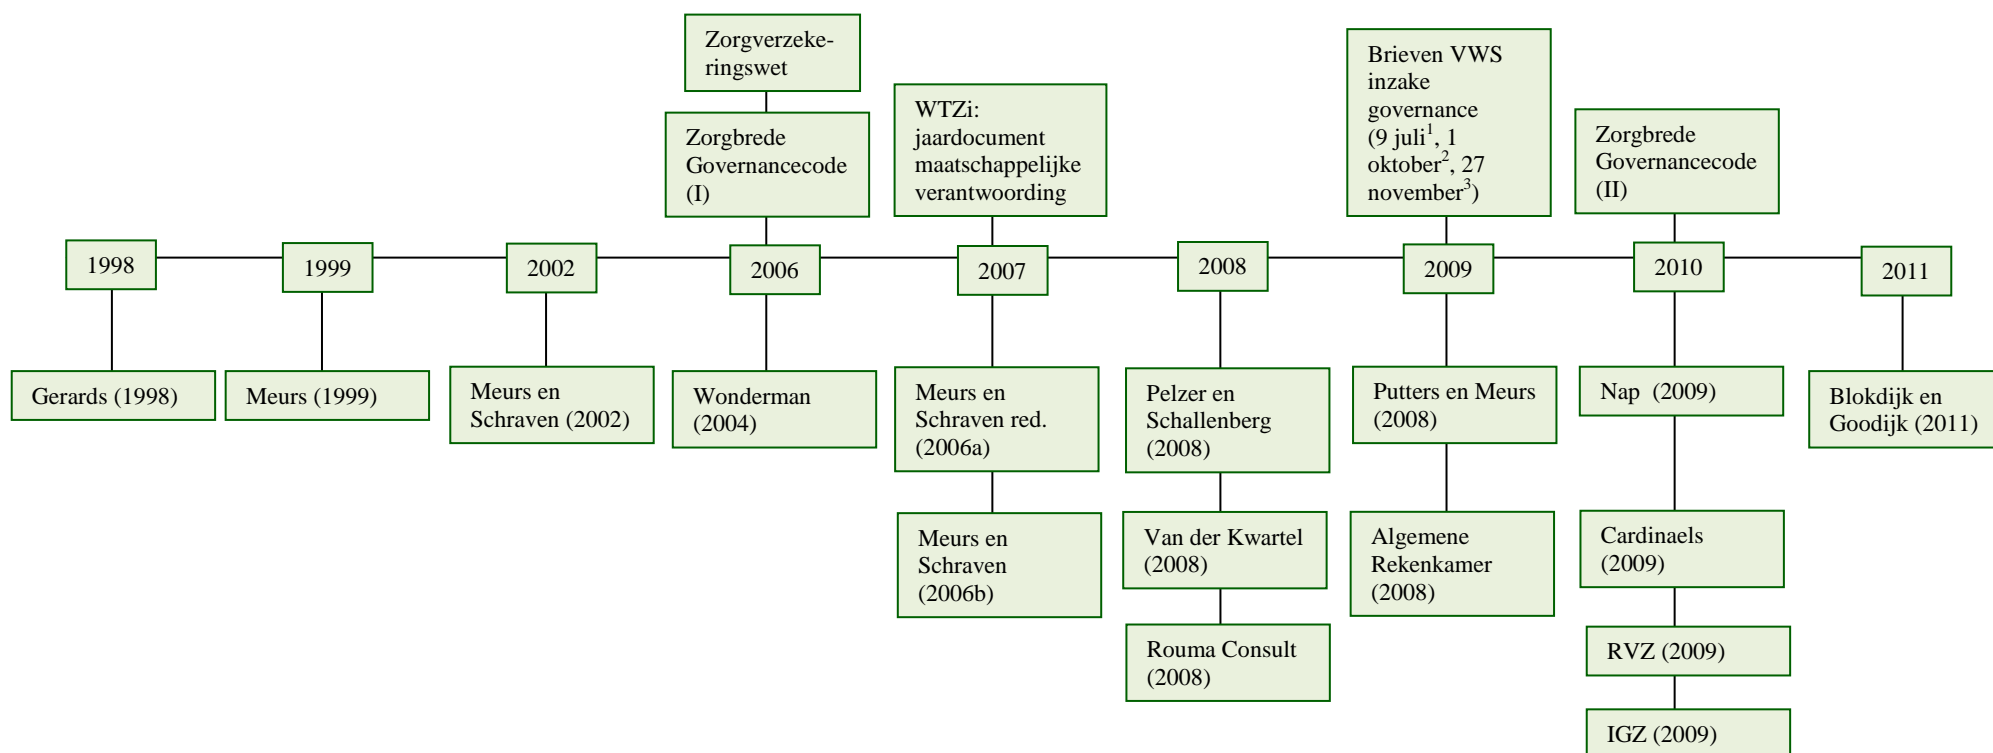 Zorgverzeke-
ringswet
Zorgbrede
Governancecode
(I)
WTZi:
jaardocument
maatschappelijke
verantwoording
Brieven VWS
inzake
governance
(9 juli¹, 1
oktober², 27
november³)
Zorgbrede
Governancecode
(II)
1998
1999
2002
2006
2007
2008
2009
2010
2011
Gerards (1998)
Meurs (1999)
Meurs en
Schraven (2002)
Wonderman
(2004)
Meurs en
Schraven red.
(2006a)
Meurs en
Schraven
(2006b)
Pelzer en
Schallenberg
(2008)
Van der Kwartel
(2008)
Rouma Consult
(2008)
Putters en Meurs
(2008)
Algemene
Rekenkamer
(2008)
Nap (2009)
Cardinaels
(2009)
RVZ (2009)
IGZ (2009)
Blokdijk en
Goodijk (2011)